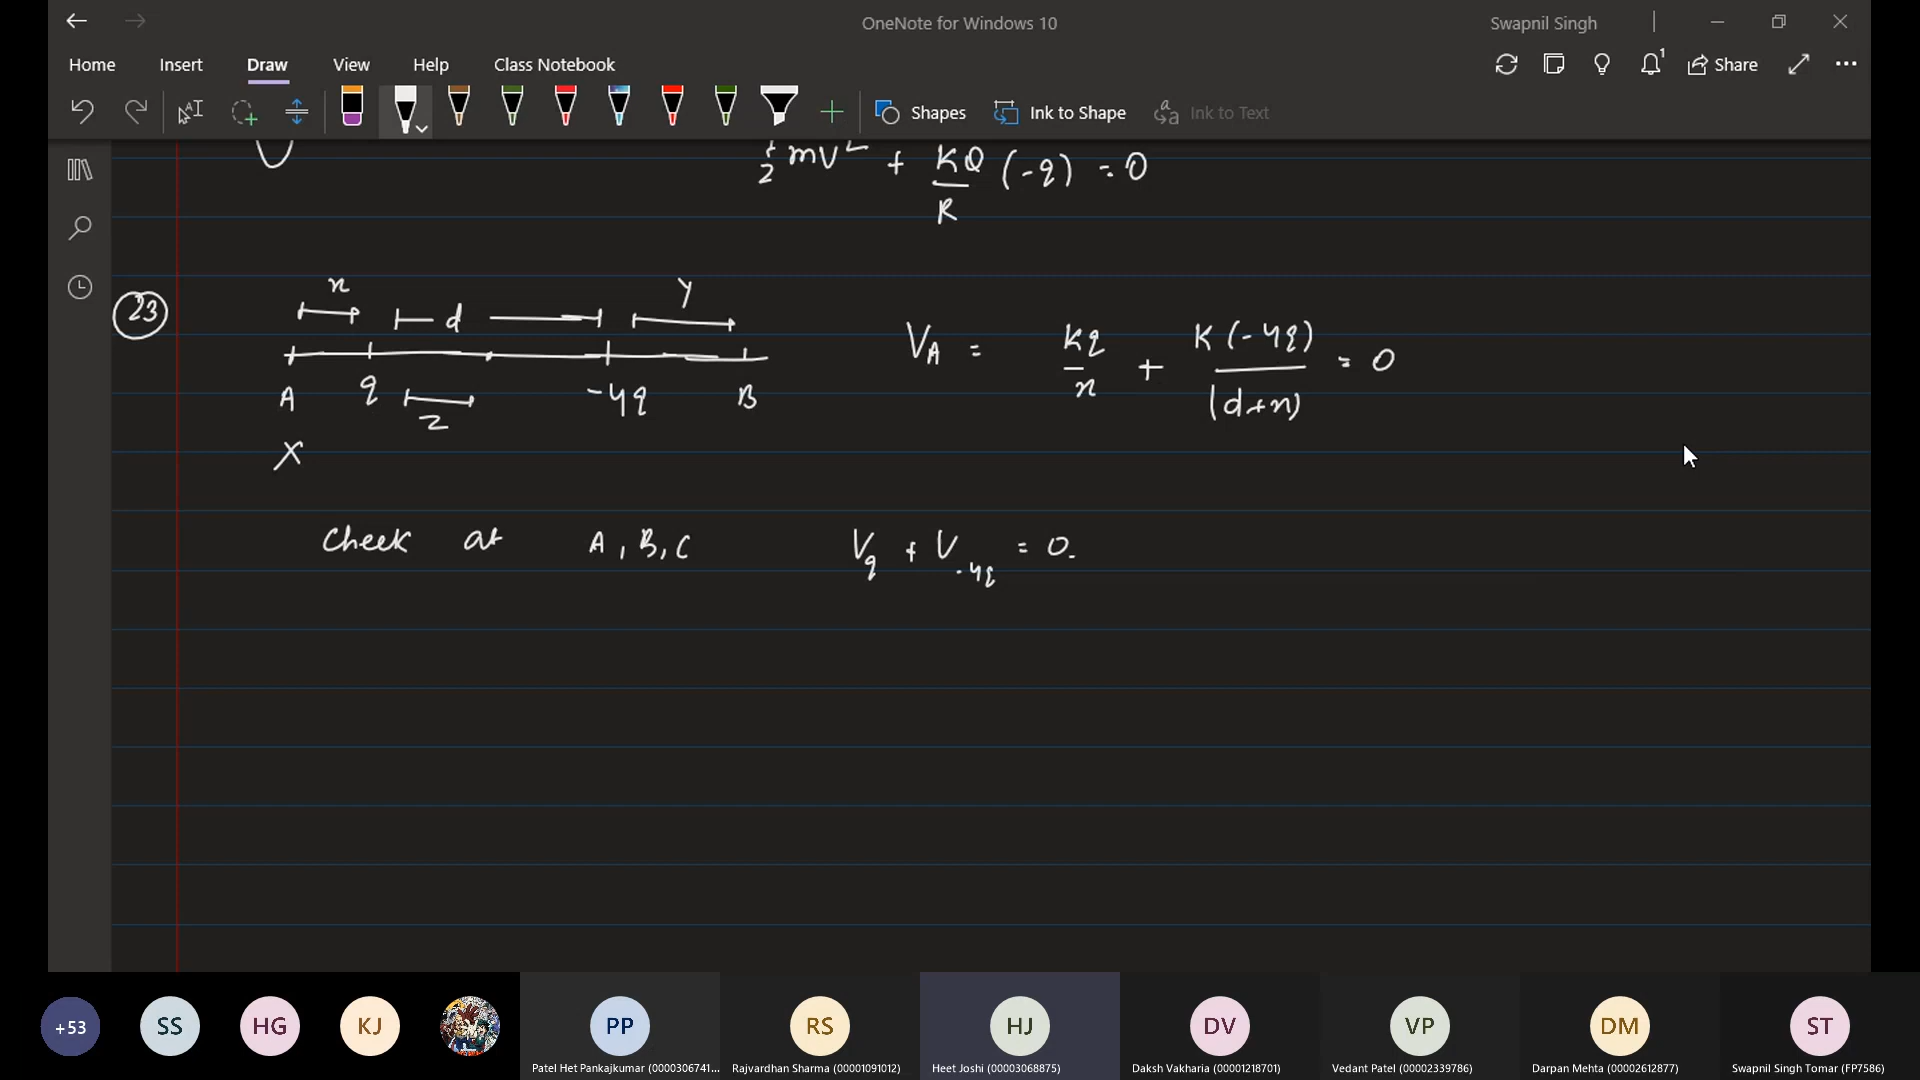 OneNote for Windows 10
Swapnil Singh
Home Insert Draw View Help Class Notebook
Share
Shapes Ink to Shape Ink to Text
1/2 mv² + KQ/R (-q) = 0
23
x d y
A q -4q B
z
X
V_A = Kq/x + K(-4q)/(d+x) = 0
Check at A, B, C V_q + V_-4q = 0.
+53 SS HG KJ PP RS HJ DV VP DM ST
Patel Het Pankajkumar (0000306741... Rajvardhan Sharma (00001091012) Heet Joshi (00003068875) Daksh Vakharia (00001218701) Vedant Patel (00002339786) Darpan Mehta (00002612877) Swapnil Singh Tomar (FP7586)